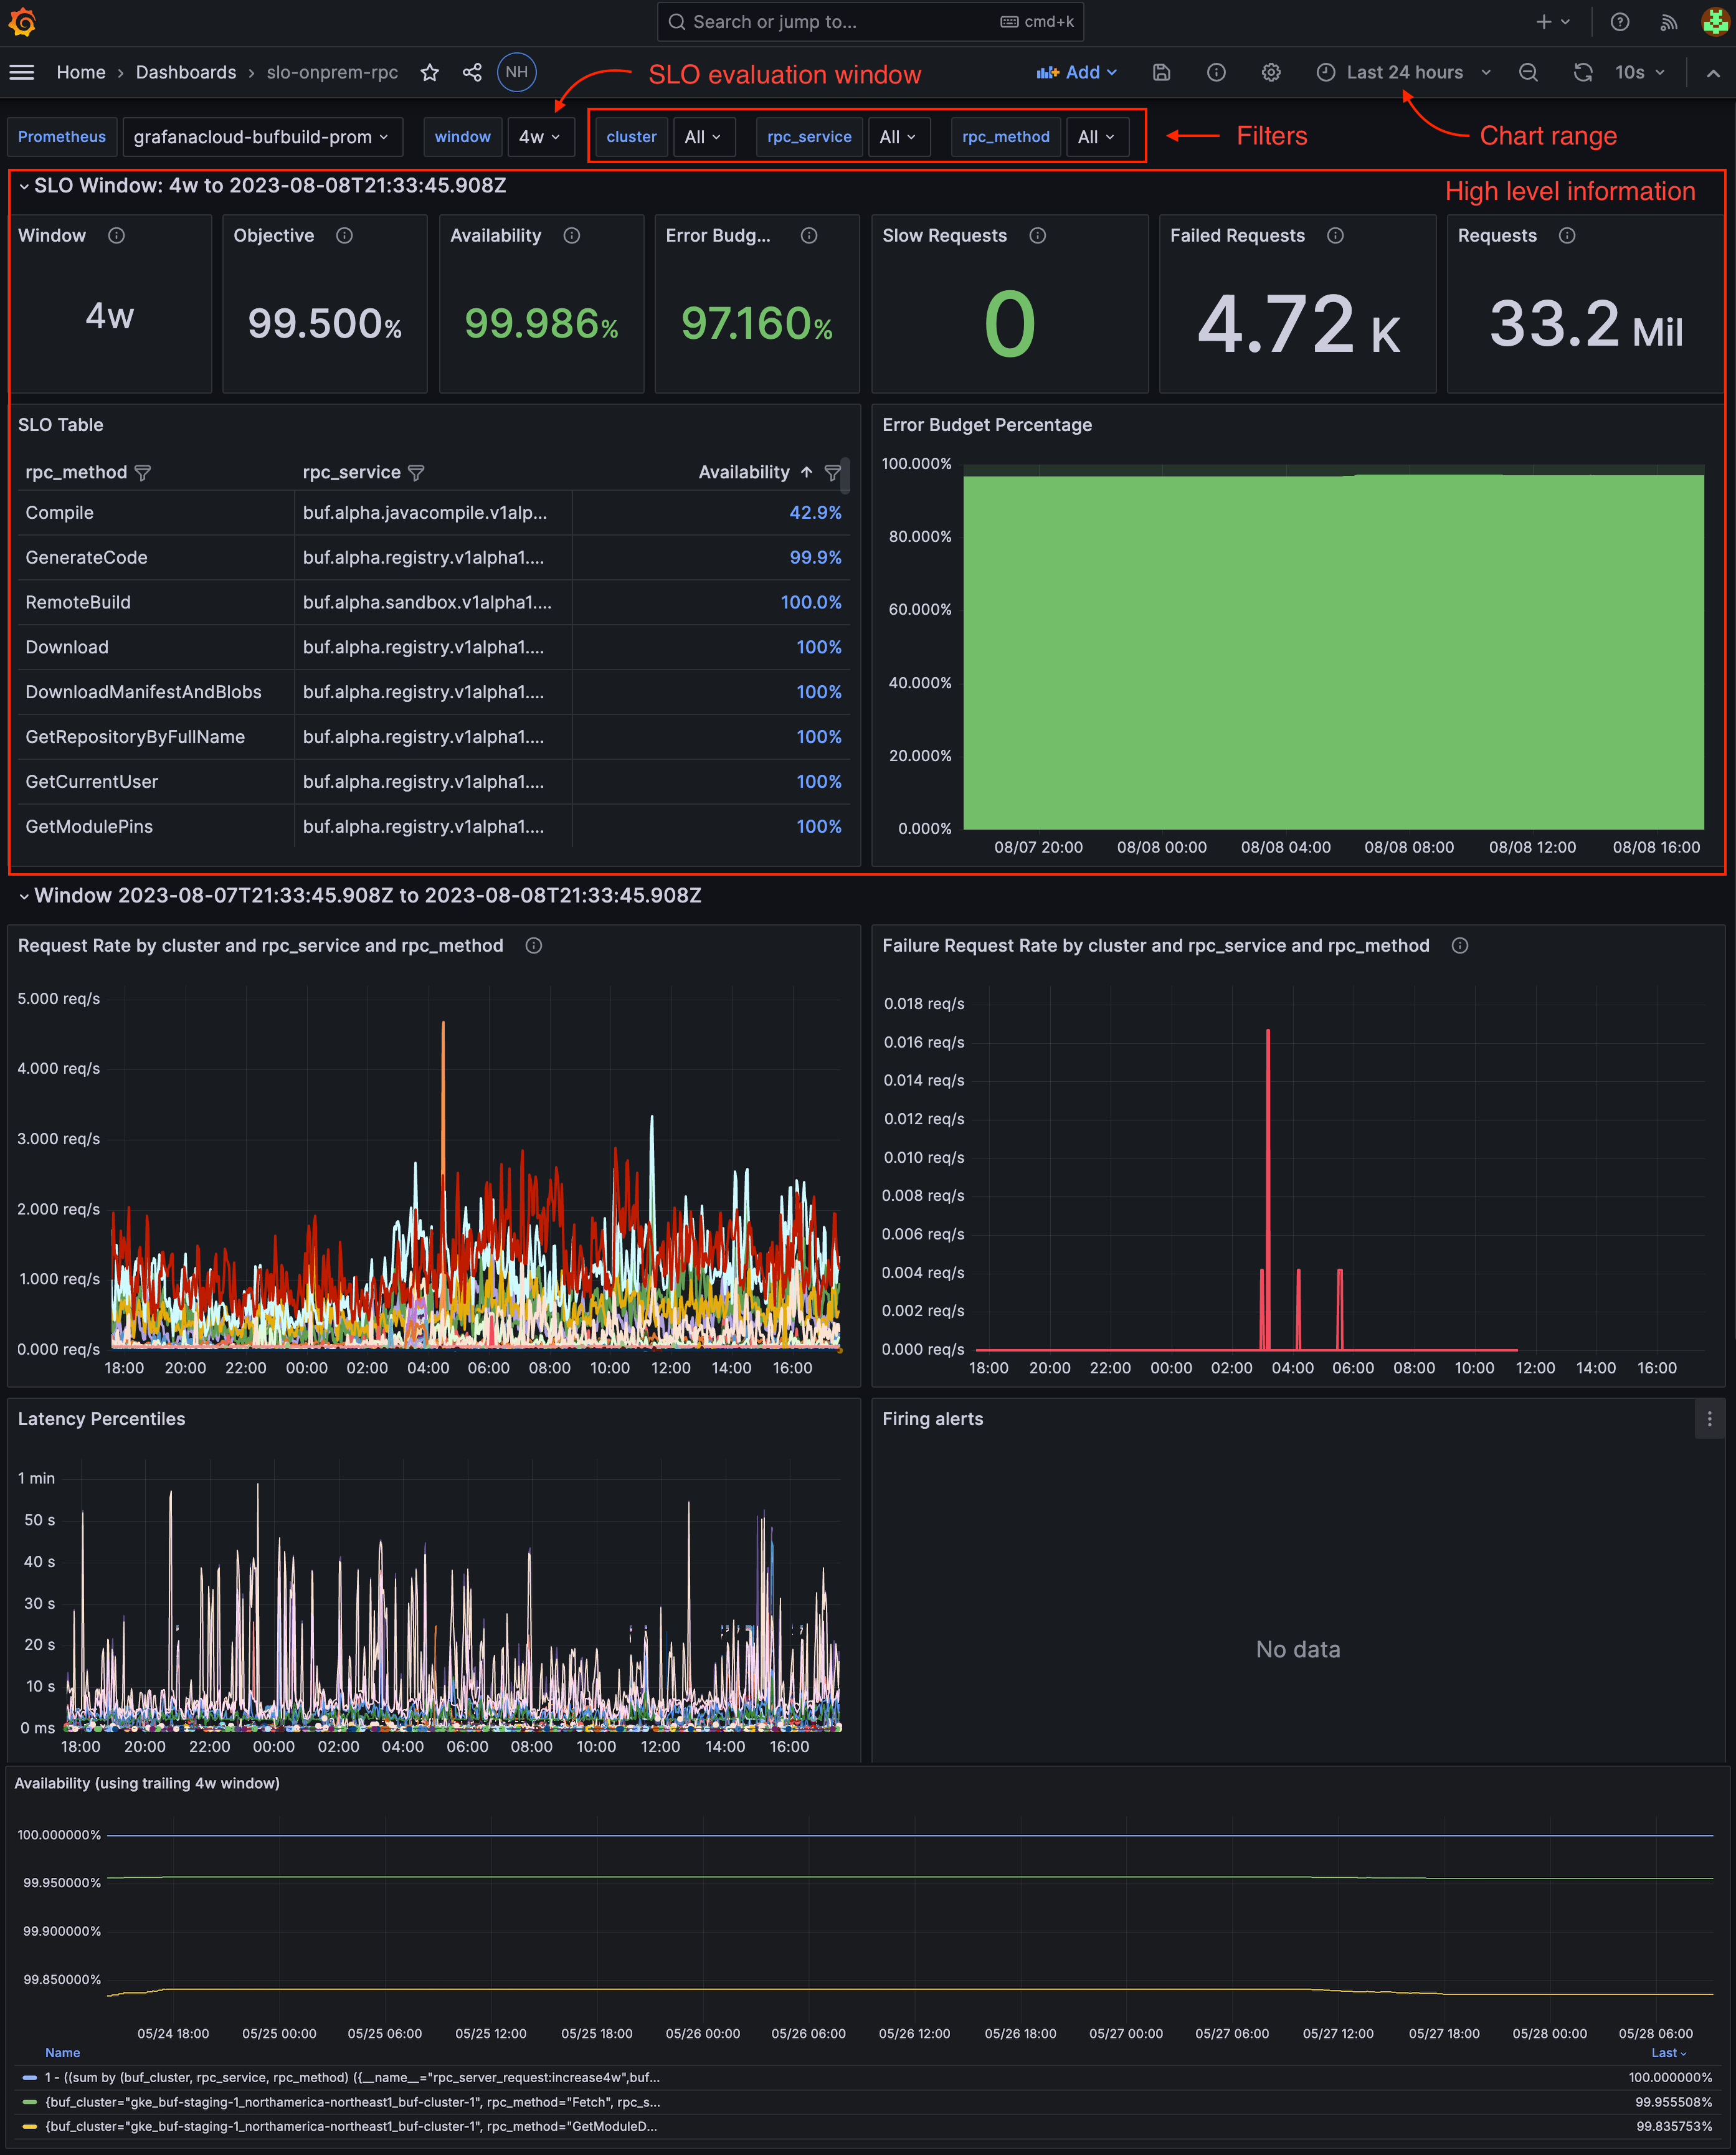 Search or jump to... cmd+k
Home › Dashboards › slo-onprem-rpc NH SLO evaluation window Add Last 24 hours 10s
Prometheus grafanacloud-bufbuild-prom window 4w cluster All rpc_service All rpc_method All Filters Chart range
SLO Window: 4w to 2023-08-08T21:33:45.908Z High level information
Window Objective Availability Error Budg... Slow Requests Failed Requests Requests
4w 99.500% 99.986% 97.160% 0 4.72 K 33.2 Mil
SLO Table
rpc_method rpc_service Availability
Compile buf.alpha.javacompile.v1alp... 42.9%
GenerateCode buf.alpha.registry.v1alpha1.... 99.9%
RemoteBuild buf.alpha.sandbox.v1alpha1.... 100.0%
Download buf.alpha.registry.v1alpha1.... 100%
DownloadManifestAndBlobs buf.alpha.registry.v1alpha1.... 100%
GetRepositoryByFullName buf.alpha.registry.v1alpha1.... 100%
GetCurrentUser buf.alpha.registry.v1alpha1.... 100%
GetModulePins buf.alpha.registry.v1alpha1.... 100%
Error Budget Percentage
100.000%
80.000%
60.000%
40.000%
20.000%
0.000%
08/07 20:00 08/08 00:00 08/08 04:00 08/08 08:00 08/08 12:00 08/08 16:00
Window 2023-08-07T21:33:45.908Z to 2023-08-08T21:33:45.908Z
Request Rate by cluster and rpc_service and rpc_method
5.000 req/s
4.000 req/s
3.000 req/s
2.000 req/s
1.000 req/s
0.000 req/s
18:00 20:00 22:00 00:00 02:00 04:00 06:00 08:00 10:00 12:00 14:00 16:00
Failure Request Rate by cluster and rpc_service and rpc_method
0.018 req/s
0.016 req/s
0.014 req/s
0.012 req/s
0.010 req/s
0.008 req/s
0.006 req/s
0.004 req/s
0.002 req/s
0.000 req/s
18:00 20:00 22:00 00:00 02:00 04:00 06:00 08:00 10:00 12:00 14:00 16:00
Latency Percentiles
1 min
50 s
40 s
30 s
20 s
10 s
0 ms
18:00 20:00 22:00 00:00 02:00 04:00 06:00 08:00 10:00 12:00 14:00 16:00
Firing alerts
No data
Availability (using trailing 4w window)
100.000000%
99.950000%
99.900000%
99.850000%
05/24 18:00 05/25 00:00 05/25 06:00 05/25 12:00 05/25 18:00 05/26 00:00 05/26 06:00 05/26 12:00 05/26 18:00 05/27 00:00 05/27 06:00 05/27 12:00 05/27 18:00 05/28 00:00 05/28 06:00
Name Last
1 - ((sum by (buf_cluster, rpc_service, rpc_method) ({__name__="rpc_server_request:increase4w",buf... 100.000000%
{buf_cluster="gke_buf-staging-1_northamerica-northeast1_buf-cluster-1", rpc_method="Fetch", rpc_s... 99.955508%
{buf_cluster="gke_buf-staging-1_northamerica-northeast1_buf-cluster-1", rpc_method="GetModuleD... 99.835753%